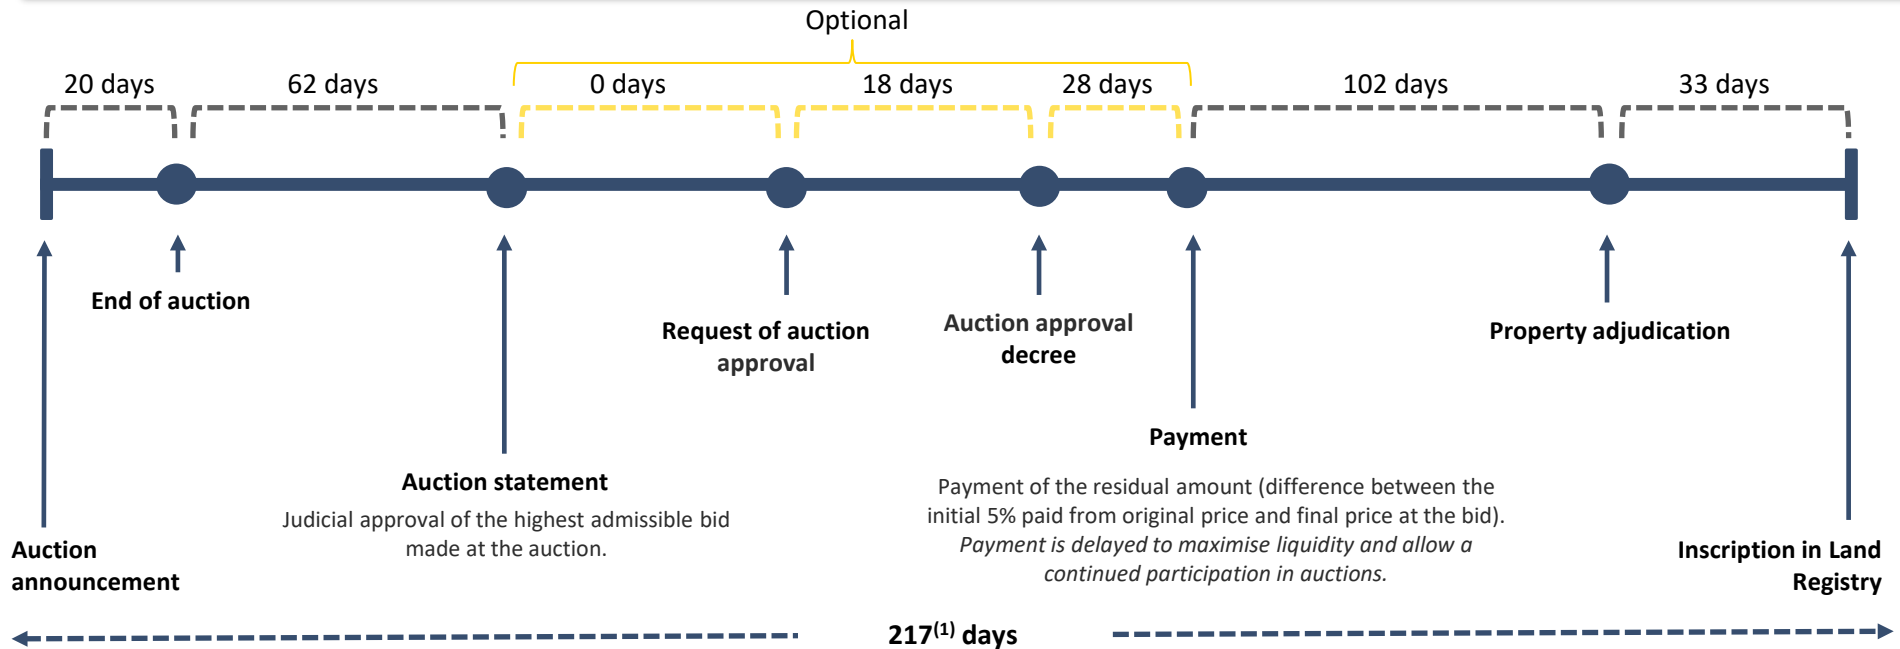 Optional
20 days
62 days
0 days
18 days
28 days
102 days
33 days
End of auction
Request of auction
approval
Auction approval
decree
Property adjudication
Payment
Payment of the residual amount (difference between the
initial 5% paid from original price and final price at the bid).
Payment is delayed to maximise liquidity and allow a
continued participation in auctions.
Auction statement
Judicial approval of the highest admissible bid
made at the auction.
Auction
announcement
Inscription in Land
Registry
217(1) days